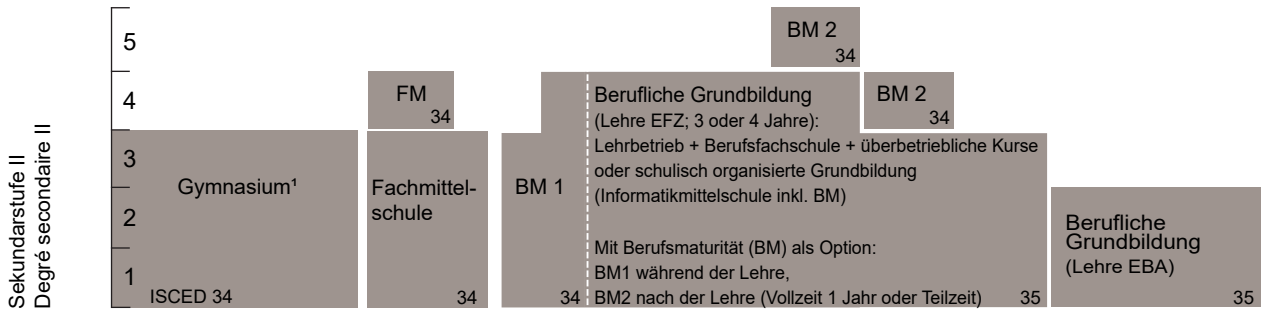 Sekundarstufe II
Degré secondaire II
5
4
3
2
1
BM 2
34
FM
34
Berufliche Grundbildung
(Lehre EFZ; 3 oder 4 Jahre):
Lehrbetrieb + Berufsfachschule + überbetriebliche Kurse
oder schulisch organisierte Grundbildung
(Informatikmittelschule inkl. BM)
Mit Berufsmaturität (BM) als Option:
BM1 während der Lehre,
BM2 nach der Lehre (Vollzeit 1 Jahr oder Teilzeit)
35
BM 2
34
Gymnasium¹
ISCED 34
Fachmittel-
schule
34
BM 1
34
Berufliche
Grundbildung
(Lehre EBA)
35